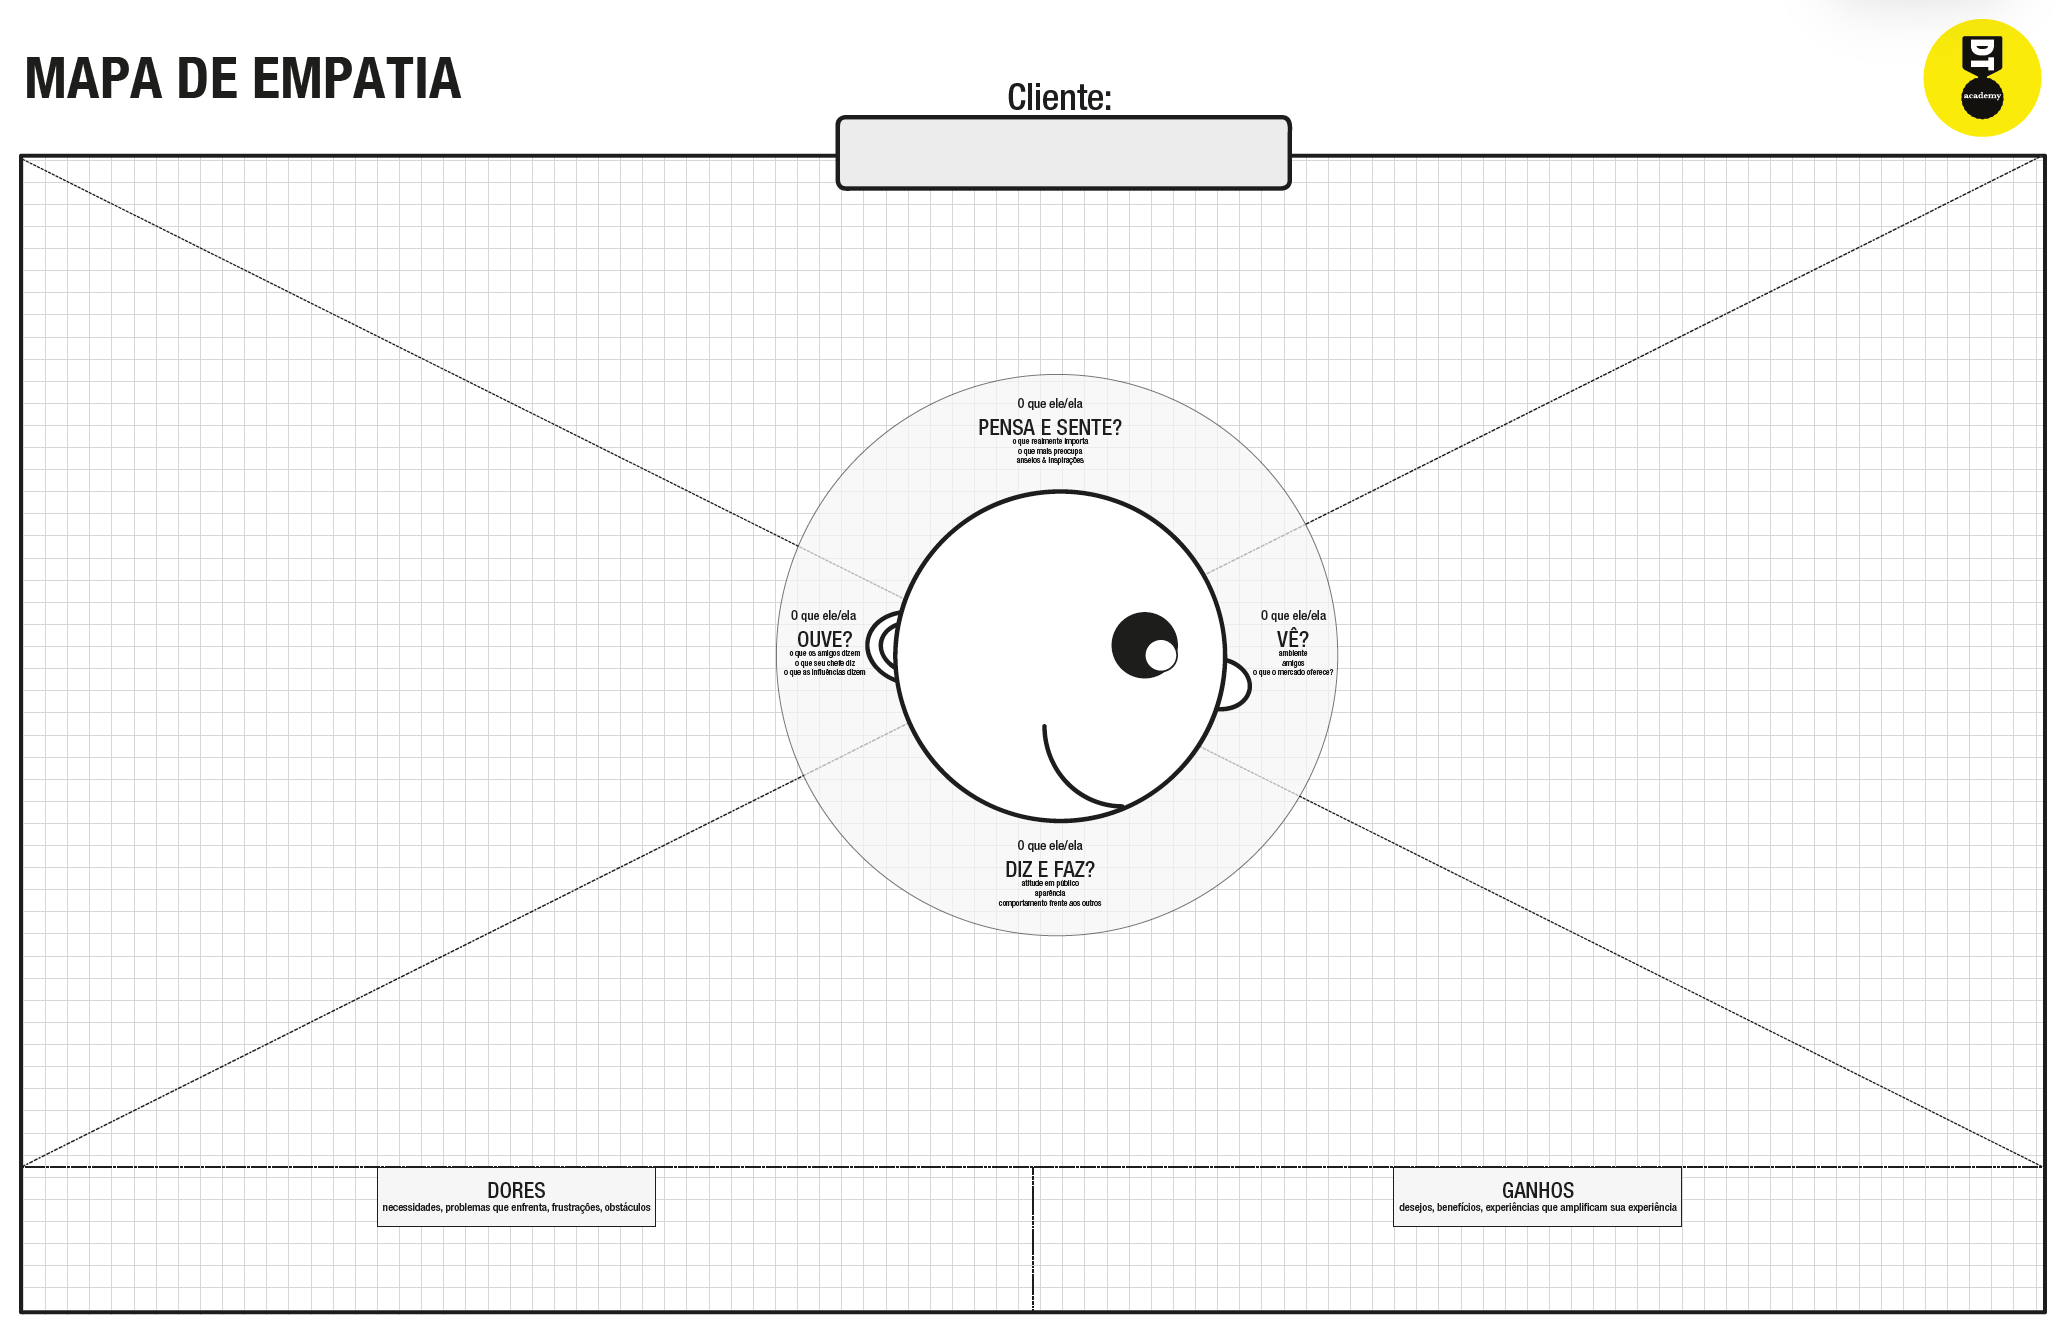 MAPA DE EMPATIA
DT
academy
Cliente:
O que ele/ela
PENSA E SENTE?
o que realmente importa
o que mais preocupa
anseios & inspirações
O que ele/ela
OUVE?
o que os amigos dizem
o que seu chefe diz
o que as influências dizem
O que ele/ela
VÊ?
ambiente
amigos
o que o mercado oferece?
O que ele/ela
DIZ E FAZ?
atitude em público
aparência
comportamento frente aos outros
DORES
necessidades, problemas que enfrenta, frustrações, obstáculos
GANHOS
desejos, benefícios, experiências que amplificam sua experiência